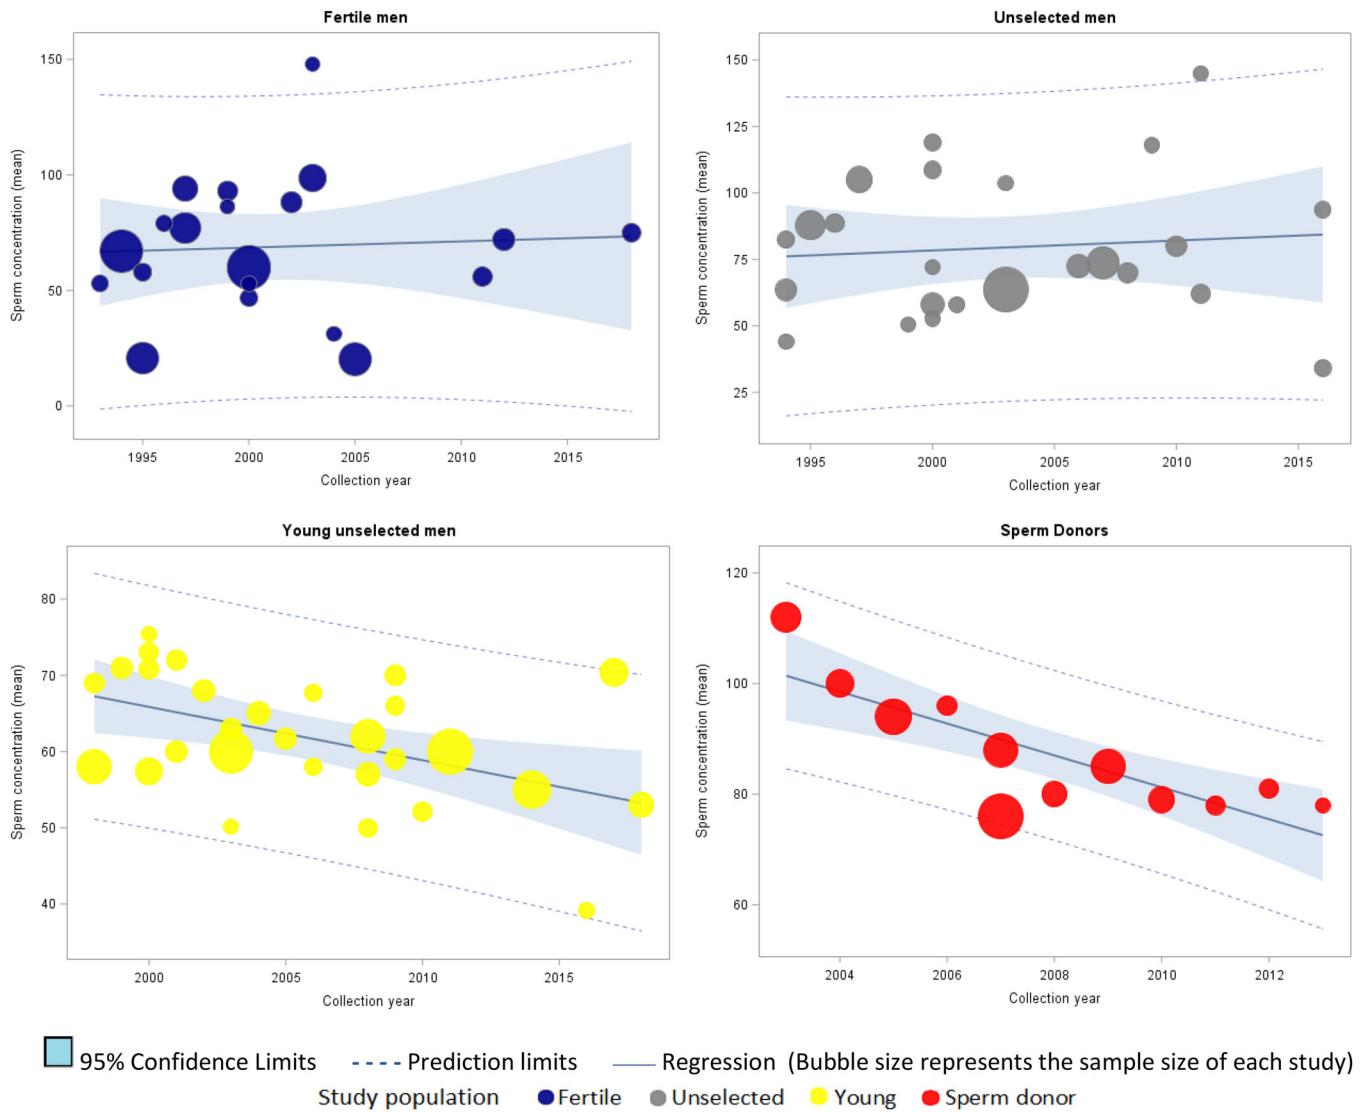 Fertile men
Sperm concentration (mean)
150
100
50
0
1995 2000 2005 2010 2015
Collection year
Unselected men
Sperm concentration (mean)
150
125
100
75
50
25
1995 2000 2005 2010 2015
Collection year
Young unselected men
Sperm concentration (mean)
80
70
60
50
40
2000 2005 2010 2015
Collection year
Sperm Donors
Sperm concentration (mean)
120
100
80
60
2004 2006 2008 2010 2012
Collection year
95% Confidence Limits Prediction limits Regression (Bubble size represents the sample size of each study)
Study population Fertile Unselected Young Sperm donor